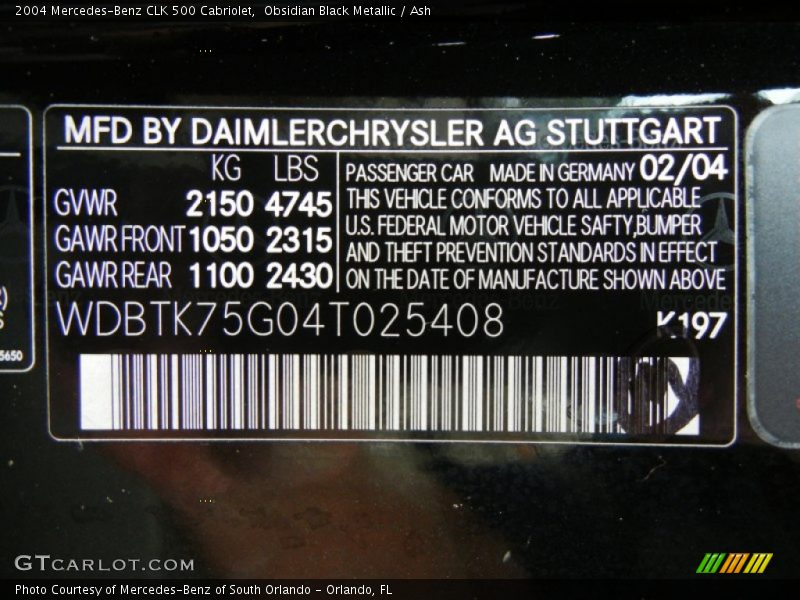 2004 Mercedes-Benz CLK 500 Cabriolet,  Obsidian Black Metallic / Ash
MFD BY DAIMLERCHRYSLER AG STUTTGART
KG LBS
GVWR 2150 4745
GAWR FRONT 1050 2315
GAWR REAR 1100 2430
PASSENGER CAR MADE IN GERMANY 02/04
THIS VEHICLE CONFORMS TO ALL APPLICABLE
U.S. FEDERAL MOTOR VEHICLE SAFTY,BUMPER
AND THEFT PREVENTION STANDARDS IN EFFECT
ON THE DATE OF MANUFACTURE SHOWN ABOVE
WDBTK75G04T025408
K197
5650
GTCARLOT.COM
Photo Courtesy of Mercedes-Benz of South Orlando - Orlando, FL